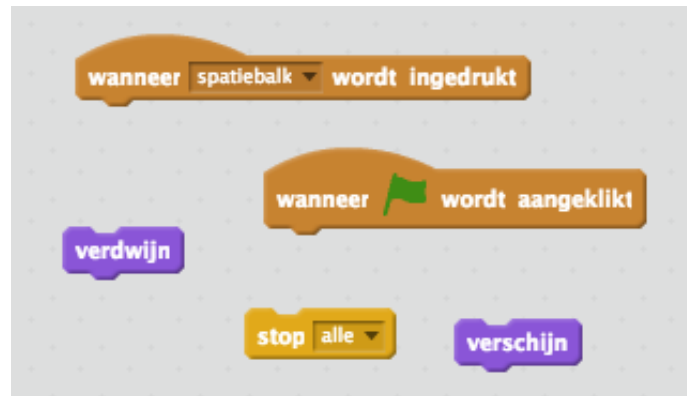 wanneer spatiebalk wordt ingedrukt
wanneer wordt aangeklikt
verdwijn
stop alle
verschijn